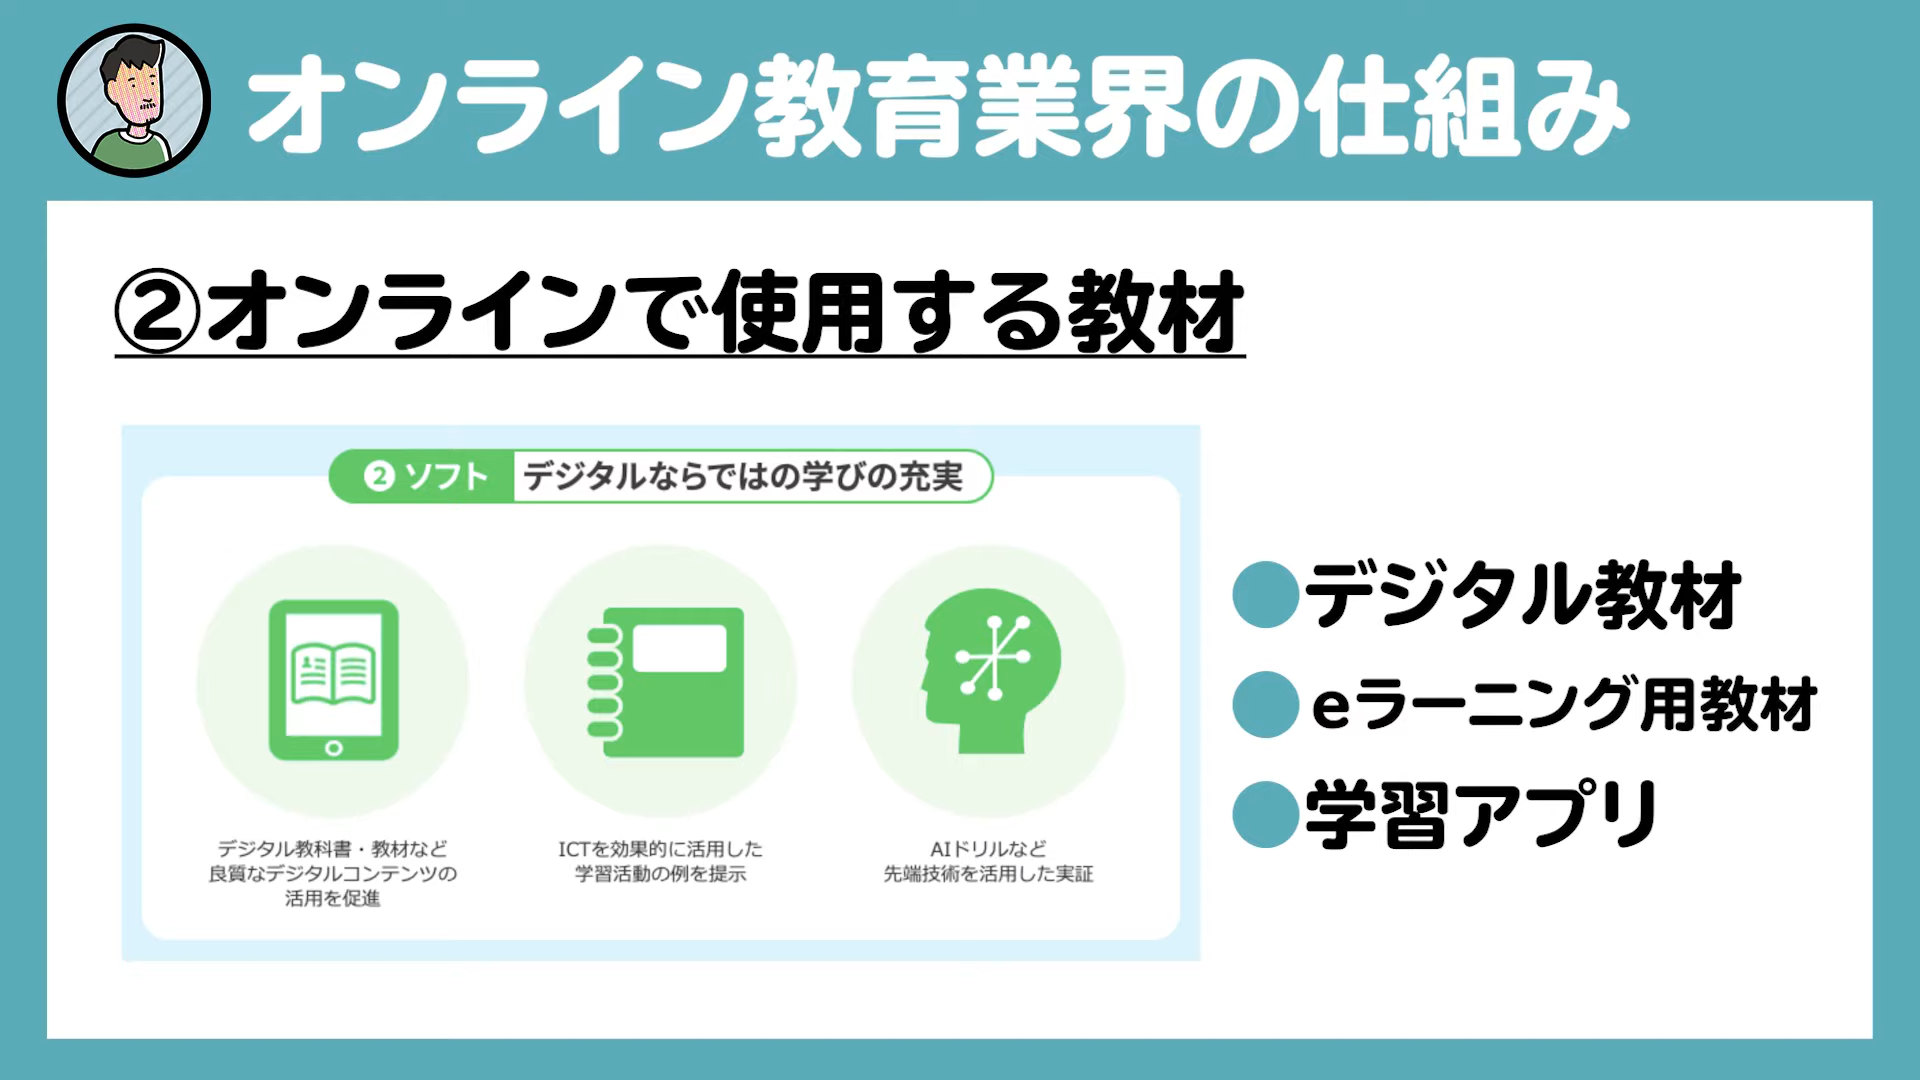 オンライン教育業界の仕組み
②オンラインで使用する教材
❷ ソフト デジタルならではの学びの充実
デジタル教科書・教材など
良質なデジタルコンテンツの
活用を促進
ICTを効果的に活用した
学習活動の例を提示
AIドリルなど
先端技術を活用した実証
●デジタル教材
●eラーニング用教材
●学習アプリ